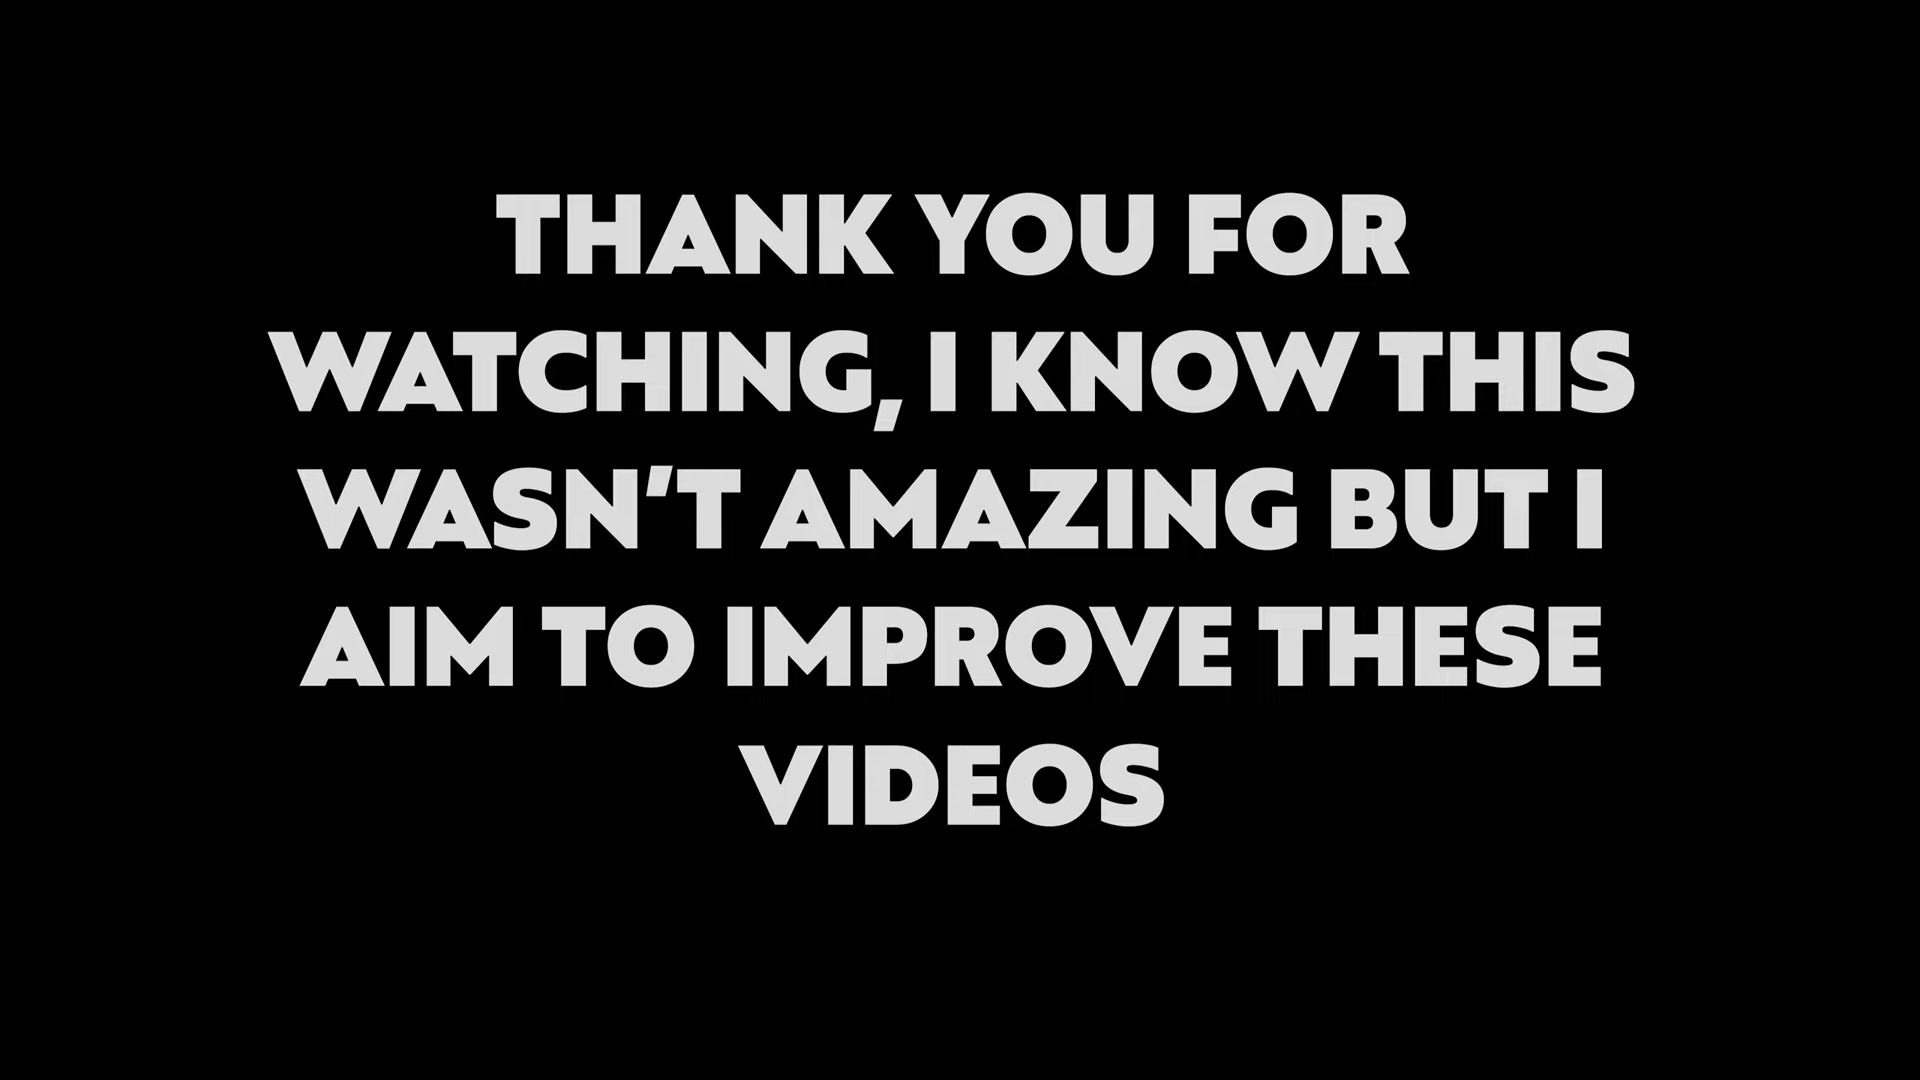 THANK YOU FOR
WATCHING, I KNOW THIS
WASN'T AMAZING BUT I
AIM TO IMPROVE THESE
VIDEOS